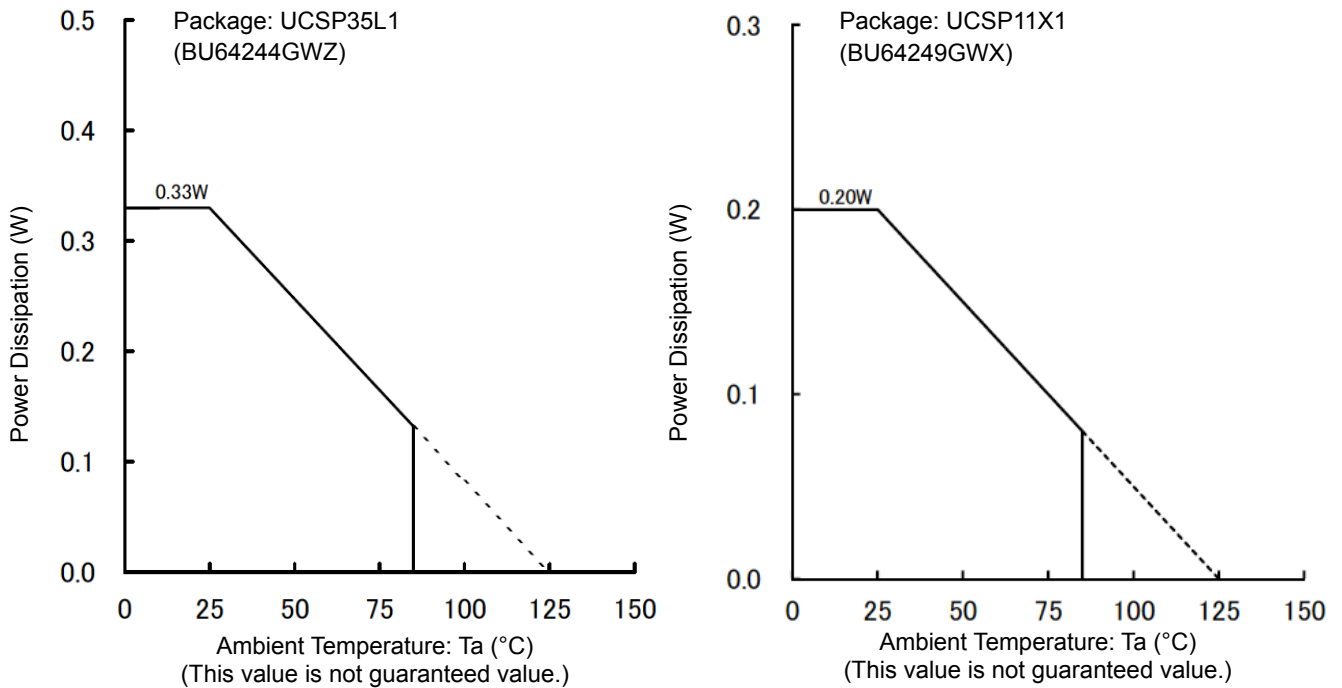 Package: UCSP35L1
(BU64244GWZ)
0.5
0.4
0.3
0.2
0.1
0.0
0.33W
Power Dissipation (W)
0 25 50 75 100 125 150
Ambient Temperature: Ta (°C)
(This value is not guaranteed value.)
Package: UCSP11X1
(BU64249GWX)
0.3
0.2
0.1
0.0
0.20W
Power Dissipation (W)
0 25 50 75 100 125 150
Ambient Temperature: Ta (°C)
(This value is not guaranteed value.)